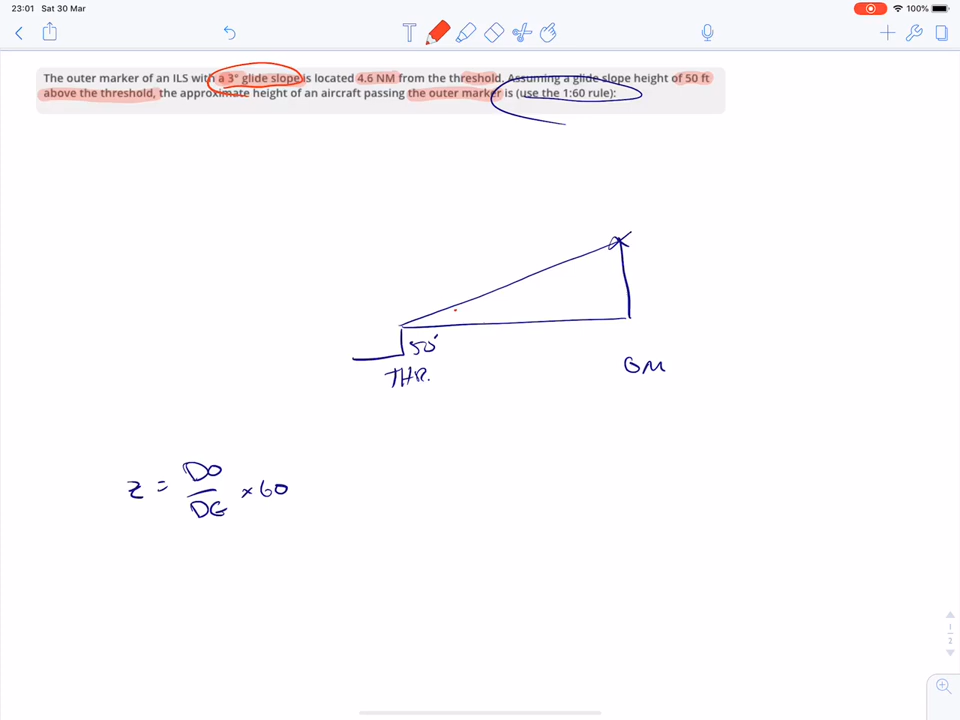 23:01 Sat 30 Mar 100%
T
The outer marker of an ILS with a 3° glide slope is located 4.6 NM from the threshold. Assuming a glide slope height of 50 ft
above the threshold, the approximate height of an aircraft passing the outer marker is (use the 1:60 rule):
50'
THR.
OM
z = DO
DG × 60
1
2